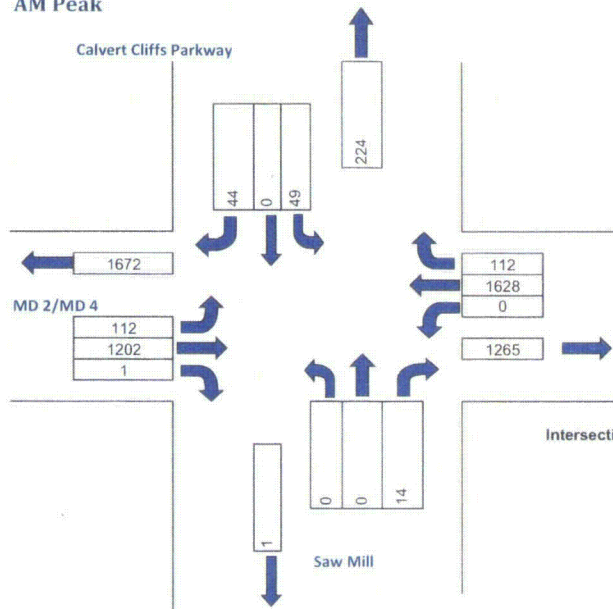 AM Peak
Calvert Cliffs Parkway
224
44 0 49
1672
112
1628
0
MD 2/MD 4
112
1202
1
1265
Intersecti
0 0 14
1
Saw Mill